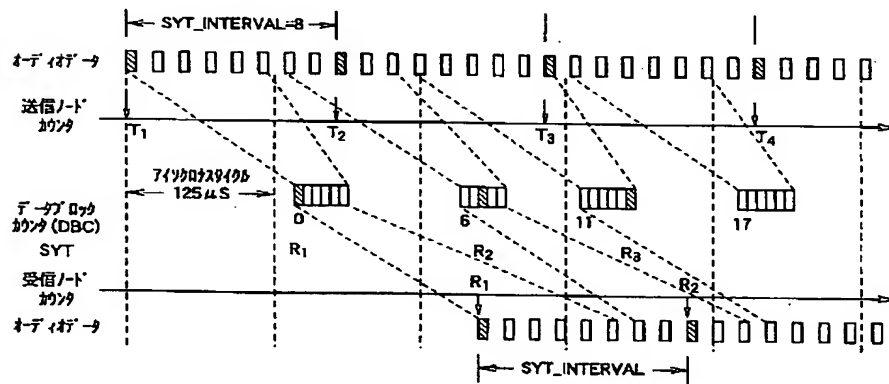 SYT_INTERVAL=8
オーディオデータ
送信ノード
カウンタ
T1 T2 T3 T4
アイソクロナスサイクル
125μS
データブロック
カウンタ(DBC)
0 6 11 17
SYT
R1 R2 R3
受信ノード
カウンタ
R1 R2
オーディオデータ
SYT_INTERVAL